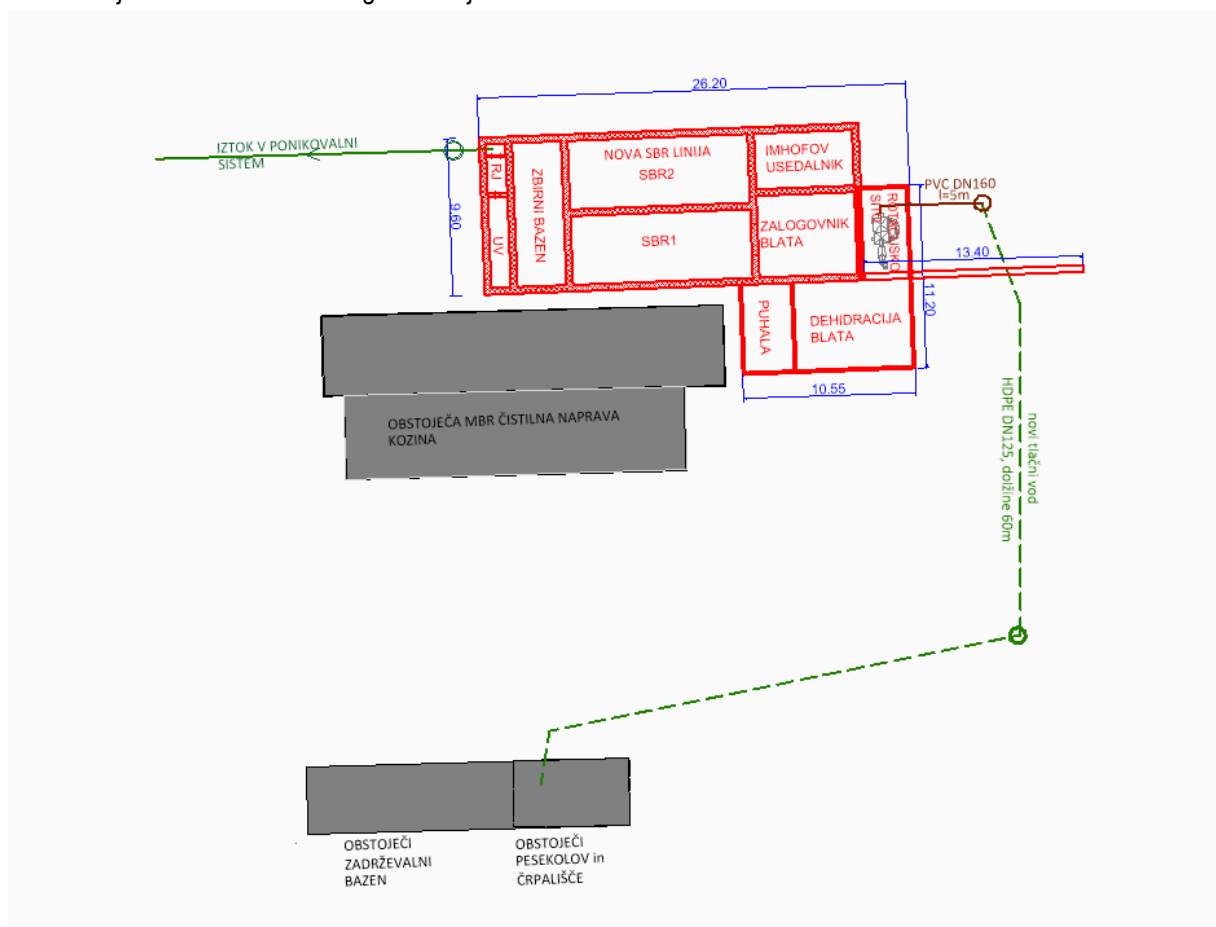 26.20
IZTOK V PONIKOVALNI
SISTEM
9.60
RJ
UV
ZBIRNI BAZEN
NOVA SBR LINIJA
SBR2
SBR1
IMHOFOV
USEDALNIK
ZALOGOVNIK
BLATA
ROTACIJSKO
SITO
PVC DN160
l=5m
13.40
11.20
PUHALA
DEHIDRACIJA
BLATA
10.55
OBSTOJEČA MBR ČISTILNA NAPRAVA
KOZINA
novi tlačni vod
HDPE DN125, dolžine 60m
OBSTOJEČI
ZADRŽEVALNI
BAZEN
OBSTOJEČI
PESEKOLOV in
ČRPALIŠČE